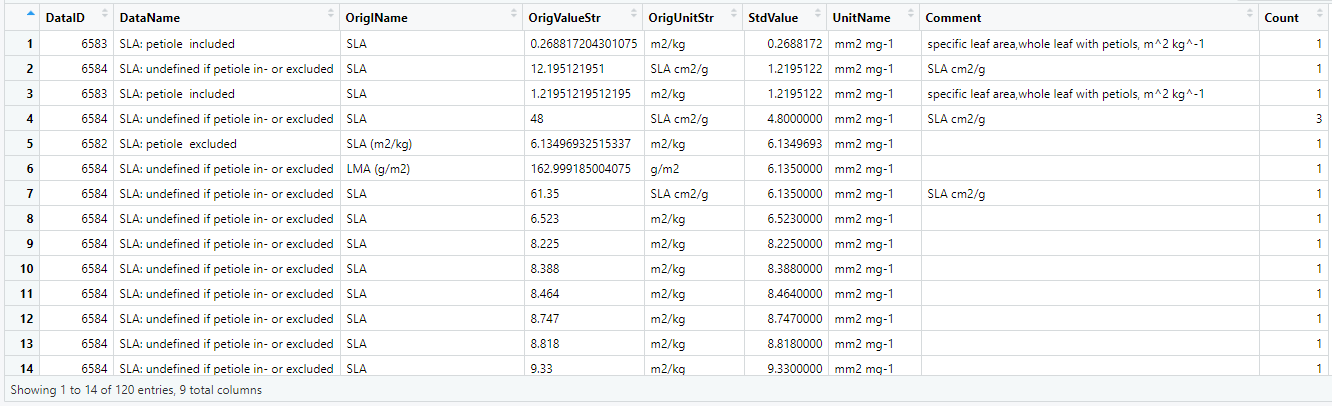 DataID DataName OriglName OrigValueStr OrigUnitStr StdValue UnitName Comment Count
1 6583 SLA: petiole  included SLA 0.268817204301075 m2/kg 0.2688172 mm2 mg-1 specific leaf area,whole leaf with petiols, m^2 kg^-1 1
2 6584 SLA: undefined if petiole in- or excluded SLA 12.195121951 SLA cm2/g 1.2195122 mm2 mg-1 SLA cm2/g 1
3 6583 SLA: petiole  included SLA 1.21951219512195 m2/kg 1.2195122 mm2 mg-1 specific leaf area,whole leaf with petiols, m^2 kg^-1 1
4 6584 SLA: undefined if petiole in- or excluded SLA 48 SLA cm2/g 4.8000000 mm2 mg-1 SLA cm2/g 3
5 6582 SLA: petiole  excluded SLA (m2/kg) 6.13496932515337 m2/kg 6.1349693 mm2 mg-1 1
6 6584 SLA: undefined if petiole in- or excluded LMA (g/m2) 162.999185004075 g/m2 6.1350000 mm2 mg-1 1
7 6584 SLA: undefined if petiole in- or excluded SLA 61.35 SLA cm2/g 6.1350000 mm2 mg-1 SLA cm2/g 1
8 6584 SLA: undefined if petiole in- or excluded SLA 6.523 m2/kg 6.5230000 mm2 mg-1 1
9 6584 SLA: undefined if petiole in- or excluded SLA 8.225 m2/kg 8.2250000 mm2 mg-1 1
10 6584 SLA: undefined if petiole in- or excluded SLA 8.388 m2/kg 8.3880000 mm2 mg-1 1
11 6584 SLA: undefined if petiole in- or excluded SLA 8.464 m2/kg 8.4640000 mm2 mg-1 1
12 6584 SLA: undefined if petiole in- or excluded SLA 8.747 m2/kg 8.7470000 mm2 mg-1 1
13 6584 SLA: undefined if petiole in- or excluded SLA 8.818 m2/kg 8.8180000 mm2 mg-1 1
14 6584 SLA: undefined if petiole in- or excluded SLA 9.33 m2/kg 9.3300000 mm2 mg-1 1
Showing 1 to 14 of 120 entries, 9 total columns